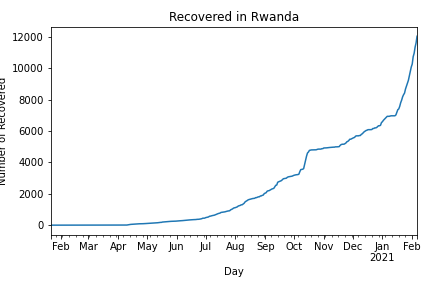 Recovered in Rwanda
12000
10000
8000
6000
4000
2000
0
Number of Recovered
Feb Mar Apr May Jun Jul Aug Sep Oct Nov Dec Jan Feb
2021
Day